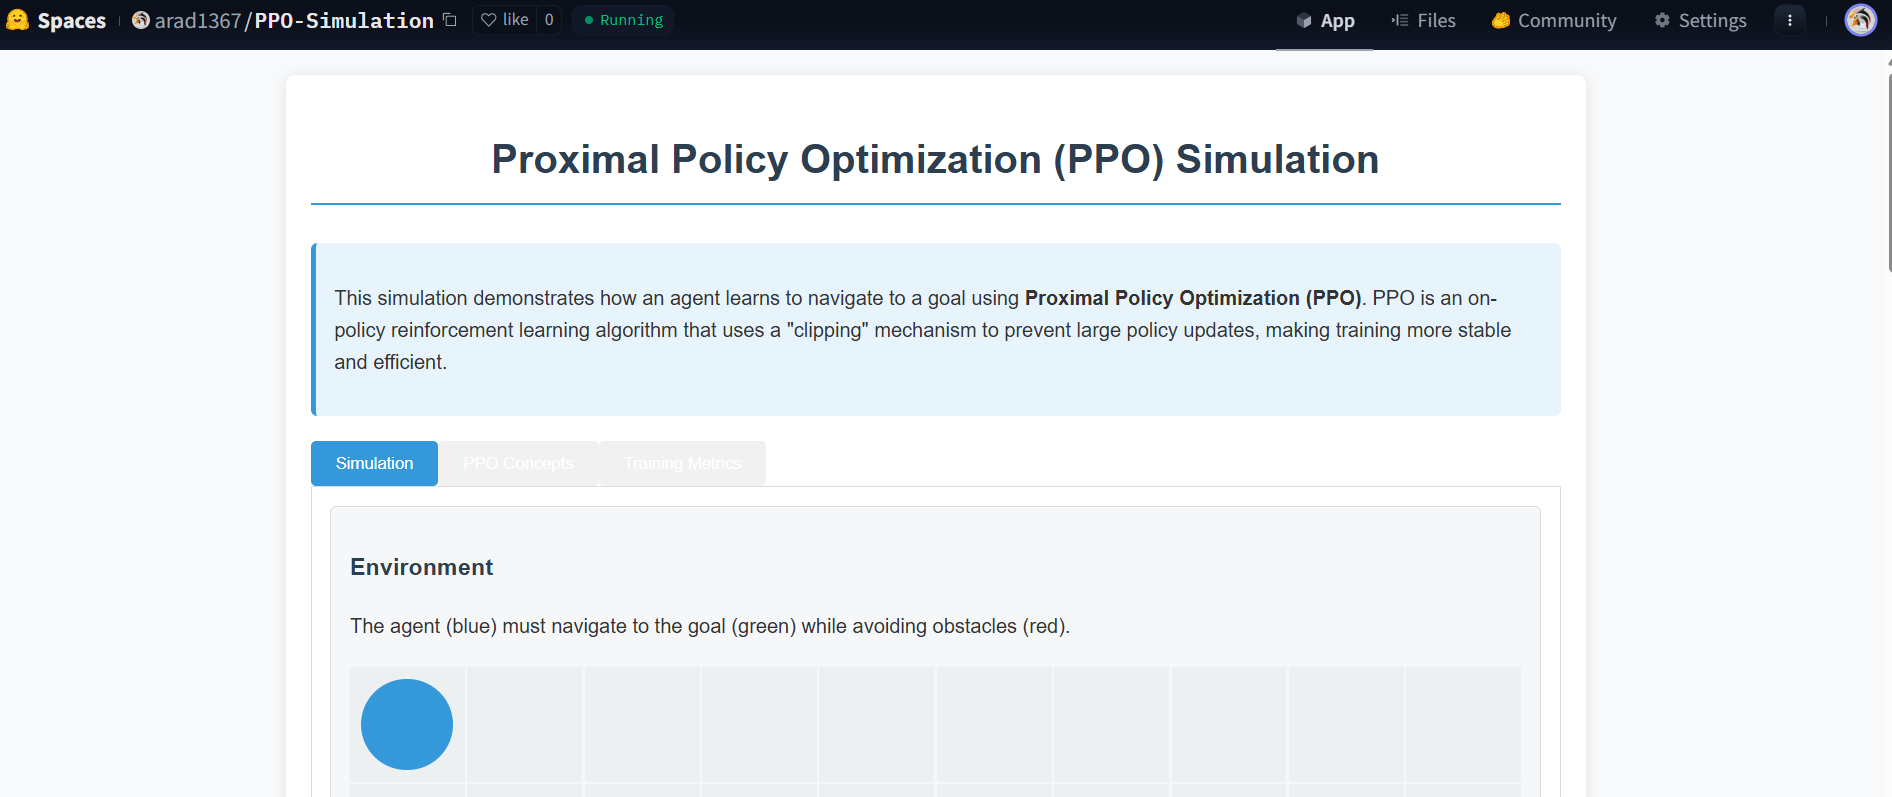 Spaces arad1367/PPO-Simulation like 0 Running App Files Community Settings
Proximal Policy Optimization (PPO) Simulation
This simulation demonstrates how an agent learns to navigate to a goal using Proximal Policy Optimization (PPO). PPO is an on-
policy reinforcement learning algorithm that uses a "clipping" mechanism to prevent large policy updates, making training more stable
and efficient.
Simulation PPO Concepts Training Metrics
Environment
The agent (blue) must navigate to the goal (green) while avoiding obstacles (red).